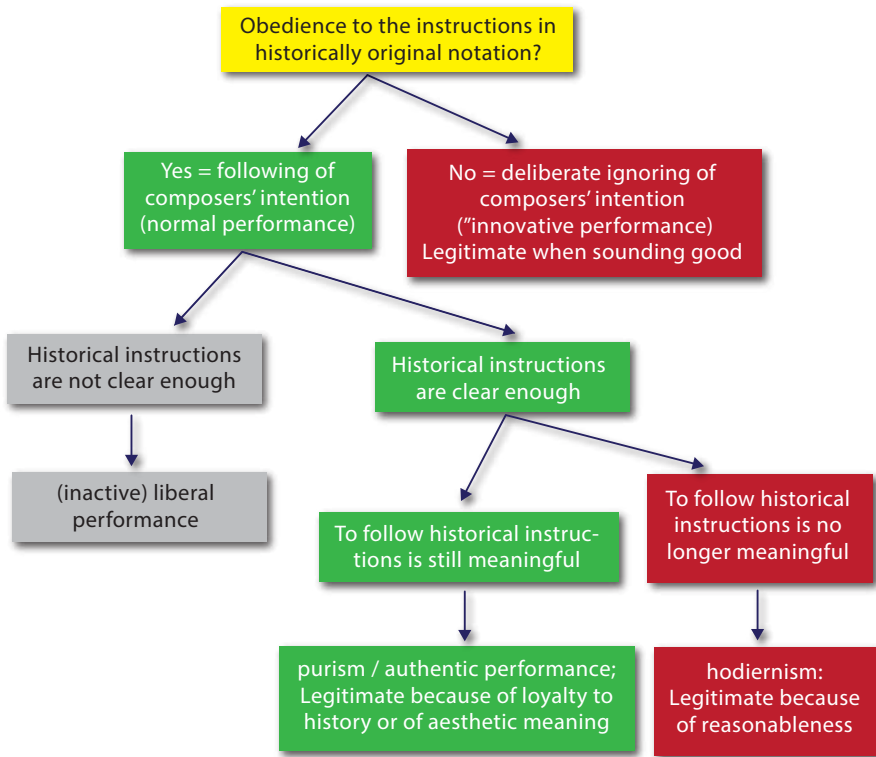 Obedience to the instructions in
historically original notation?
Yes = following of
composers’ intention
(normal performance)
No = deliberate ignoring of
composers’ intention
(”innovative performance)
Legitimate when sounding good
Historical instructions
are not clear enough
Historical instructions
are clear enough
(inactive) liberal
performance
To follow historical instruc-
tions is still meaningful
To follow historical
instructions is no
longer meaningful
purism / authentic performance;
Legitimate because of loyalty to
history or of aesthetic meaning
hodiernism:
Legitimate because
of reasonableness